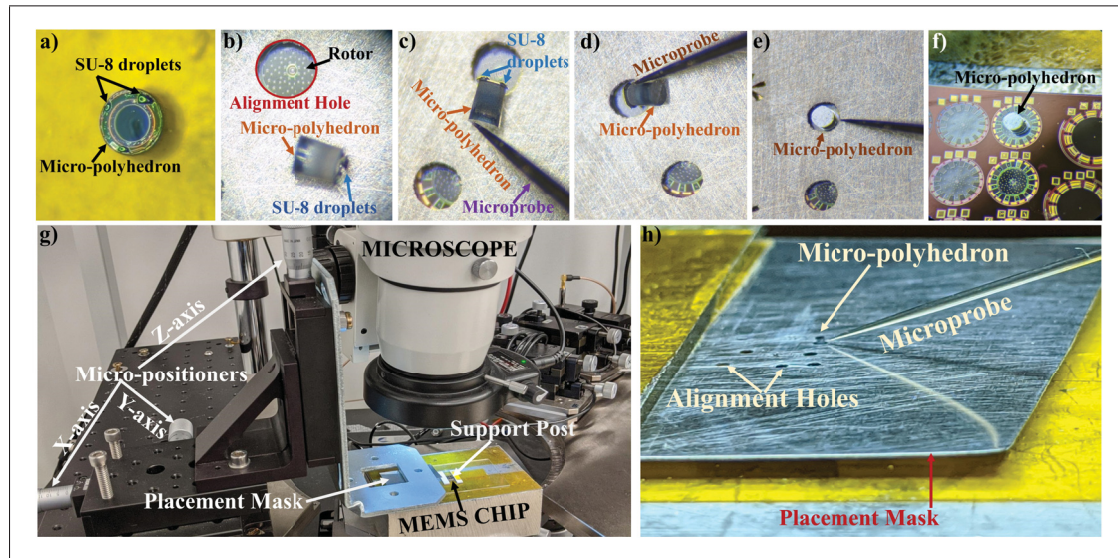 a)
SU-8 droplets
Micro-polyhedron
b)
Rotor
Alignment Hole
Micro-polyhedron
SU-8 droplets
c)
SU-8
droplets
Micro-polyhedron
Microprobe
d)
Microprobe
Micro-polyhedron
e)
Micro-polyhedron
f)
Micro-polyhedron
g)
MICROSCOPE
Z-axis
Micro-positioners
Y-axis
X-axis
Support Post
Placement Mask
MEMS CHIP
h)
Micro-polyhedron
Microprobe
Alignment Holes
Placement Mask